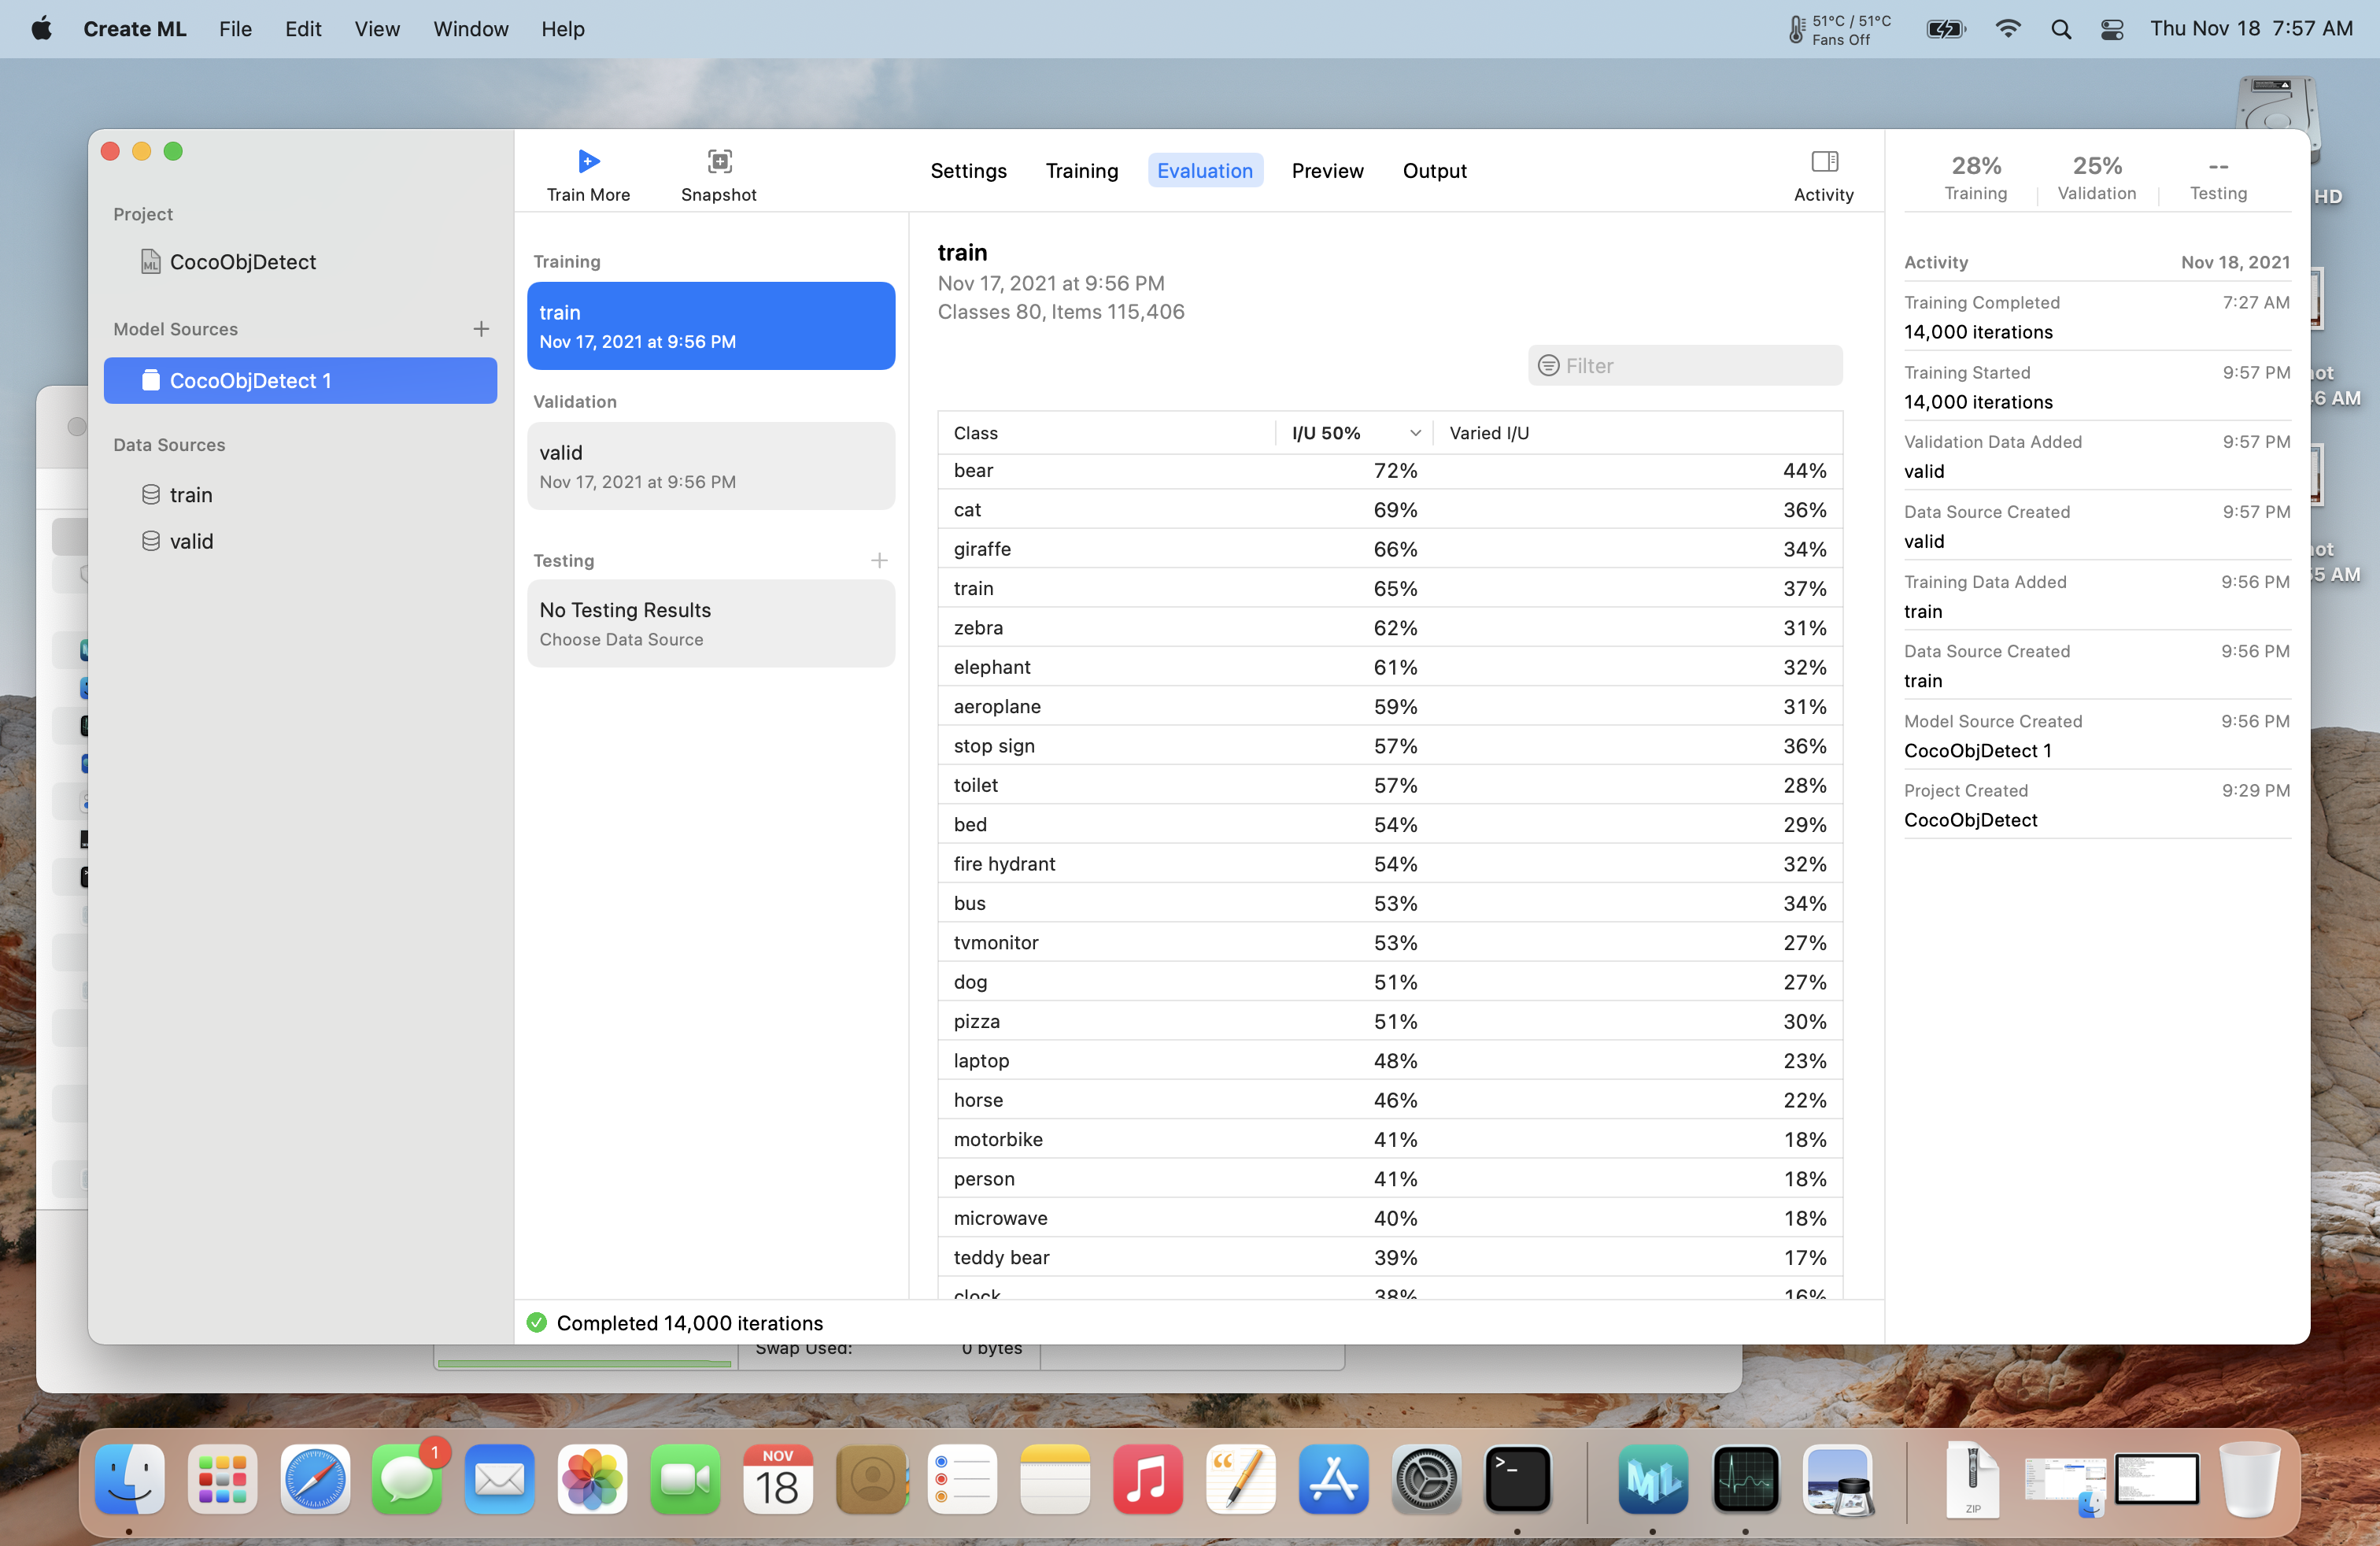 Create ML File Edit View Window Help
51°C / 51°C
Fans Off
Thu Nov 18 7:57 AM
HD
6 AM
5 AM
Project
CocoObjDetect
Model Sources
CocoObjDetect 1
Data Sources
train
valid
Train More
Snapshot
Settings Training Evaluation Preview Output
Activity
Training
train
Nov 17, 2021 at 9:56 PM
Validation
valid
Nov 17, 2021 at 9:56 PM
Testing
No Testing Results
Choose Data Source
train
Nov 17, 2021 at 9:56 PM
Classes 80, Items 115,406
Filter
Class I/U 50% Varied I/U
bear 72% 44%
cat 69% 36%
giraffe 66% 34%
train 65% 37%
zebra 62% 31%
elephant 61% 32%
aeroplane 59% 31%
stop sign 57% 36%
toilet 57% 28%
bed 54% 29%
fire hydrant 54% 32%
bus 53% 34%
tvmonitor 53% 27%
dog 51% 27%
pizza 51% 30%
laptop 48% 23%
horse 46% 22%
motorbike 41% 18%
person 41% 18%
microwave 40% 18%
teddy bear 39% 17%
clock 38% 16%
Completed 14,000 iterations
28% 25% --
Training Validation Testing
Activity Nov 18, 2021
Training Completed 7:27 AM
14,000 iterations
Training Started 9:57 PM
14,000 iterations
Validation Data Added 9:57 PM
valid
Data Source Created 9:57 PM
valid
Training Data Added 9:56 PM
train
Data Source Created 9:56 PM
train
Model Source Created 9:56 PM
CocoObjDetect 1
Project Created 9:29 PM
CocoObjDetect
Swap Used: 0 bytes
1
NOV
18
ML
ZIP